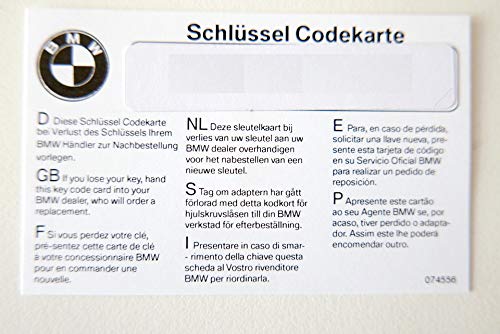 BMW
Schlüssel Codekarte
D Diese Schlüssel Codekarte
bei Verlust des Schlüssels Ihrem
BMW Händler zur Nachbestellung
vorlegen.
GB If you lose your key, hand
this key code card into your
BMW dealer, who will order a
replacement.
F Si vous perdez votre clé,
pré-sentez cette carte de clé
à votre concessionnaire BMW
pour en commander une
nouvelle.
NL Deze sleutelkaart bij
verlies van uw sleutel aan
uw BMW dealer overhandigen
voor het nabestellen van een
nieuwe sleutel.
S Tag om adaptern har gått
förlorad med detta kodkort för
hjulskruvslåsen till din BMW
verkstad för efterbeställning.
I Presentare in caso di smar-
rimento della chiave questa
scheda al Vostro rivenditore
BMW per riordinarla.
E Para, en caso de pérdida,
solicitar una llave nueva, pre-
sente esta tarjeta de código
en su Servicio Oficial BMW
para realizar un pedido de
reposición.
P Apresente este cartão
ao seu Agente BMW se, por
acaso, tiver perdido o adapta-
dor. Assim este lhe poderá
encomendar outro.
074556